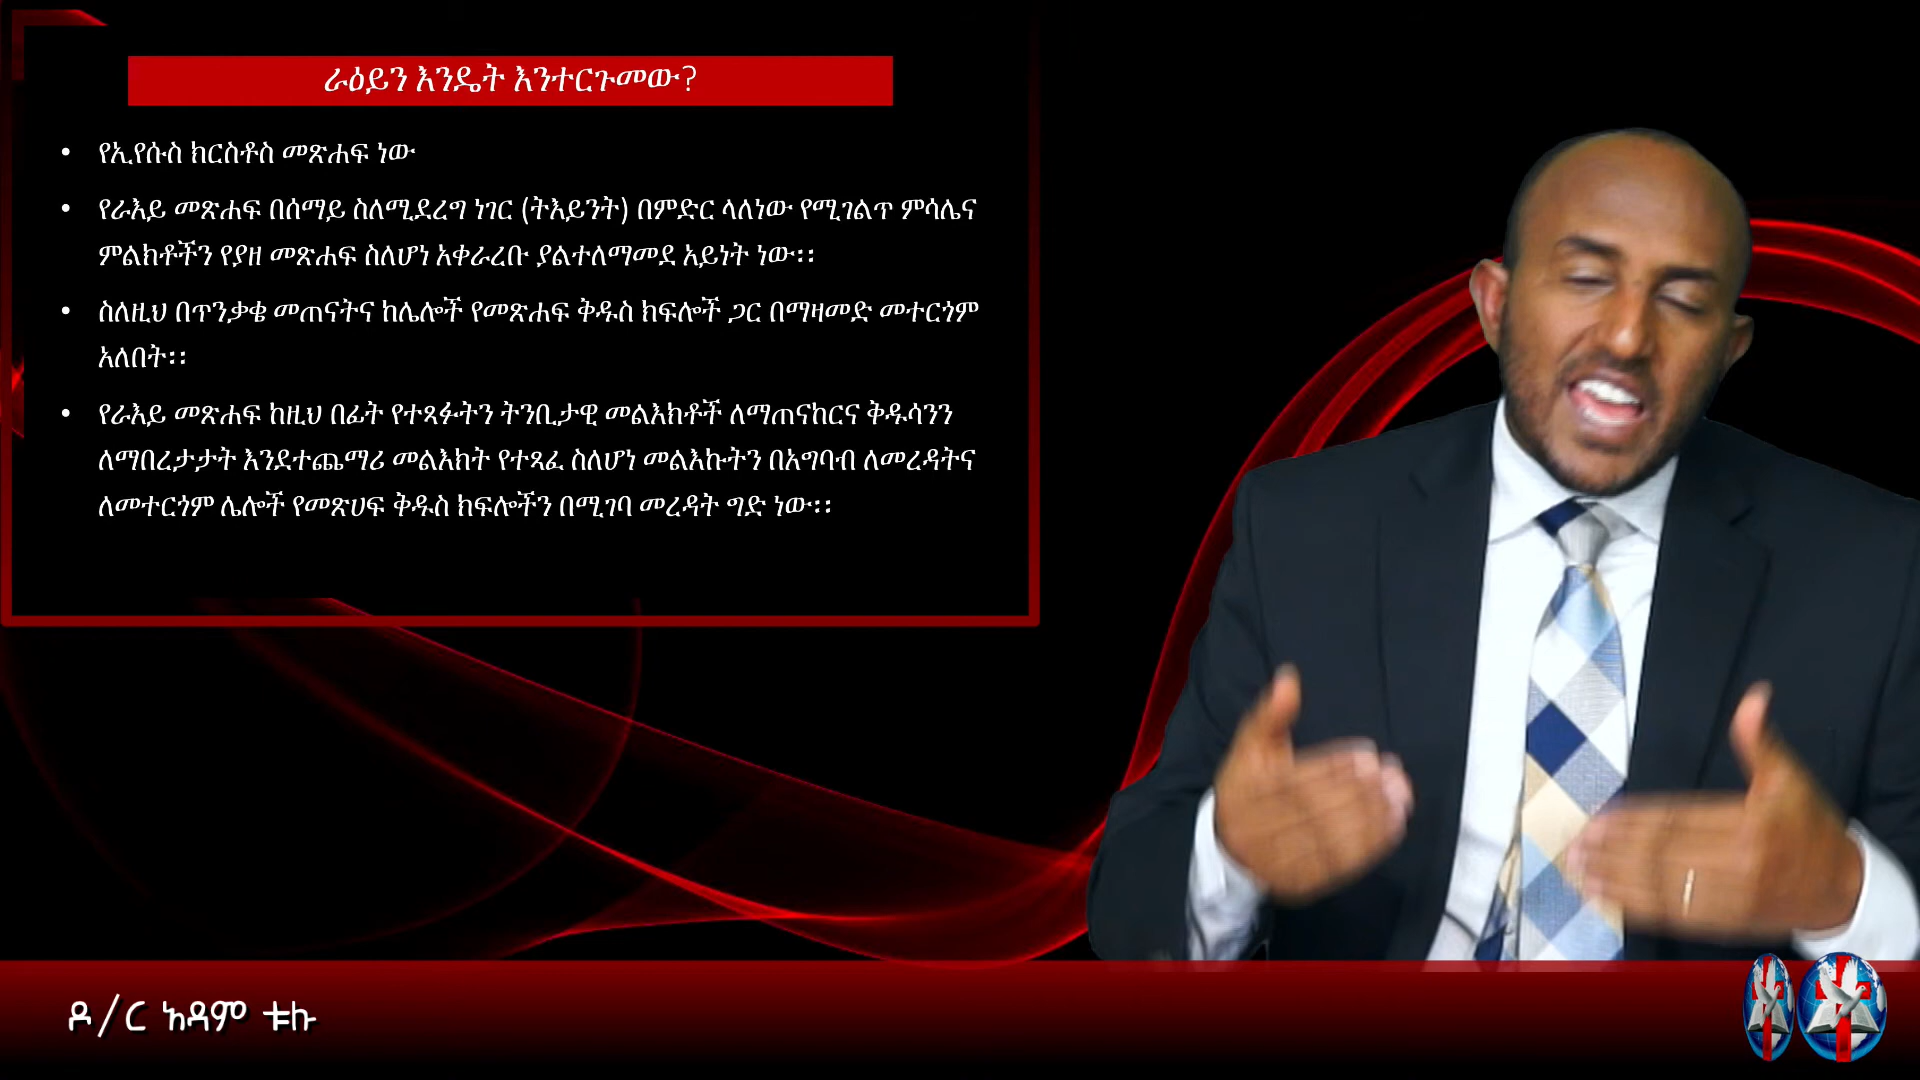 ራዕይን እንዴት እንተርጉመው?
• የኢየሱስ ክርስቶስ መጽሐፍ ነው
• የራእይ መጽሐፍ በሰማይ ስለሚደረግ ነገር (ትእይንት) በምድር ላለነው የሚገልጥ ምሳሌና
ምልክቶችን የያዘ መጽሐፍ ስለሆነ አቀራረቡ ያልተለማመደ አይነት ነው፡፡
• ስለዚህ በጥንቃቄ መጠናትና ከሌሎች የመጽሐፍ ቅዱስ ክፍሎች ጋር በማዛመድ መተርጎም
አለበት፡፡
• የራእይ መጽሐፍ ከዚህ በፊት የተጻፉትን ትንቢታዊ መልእክቶች ለማጠናከርና ቅዱሳንን
ለማበረታታት እንደተጨማሪ መልእክት የተጻፈ ስለሆነ መልእኩትን በአግባብ ለመረዳትና
ለመተርጎም ሌሎች የመጽሀፍ ቅዱስ ክፍሎችን በሚገባ መረዳት ግድ ነው፡፡
ዶ/ር አዳም ቱሉ